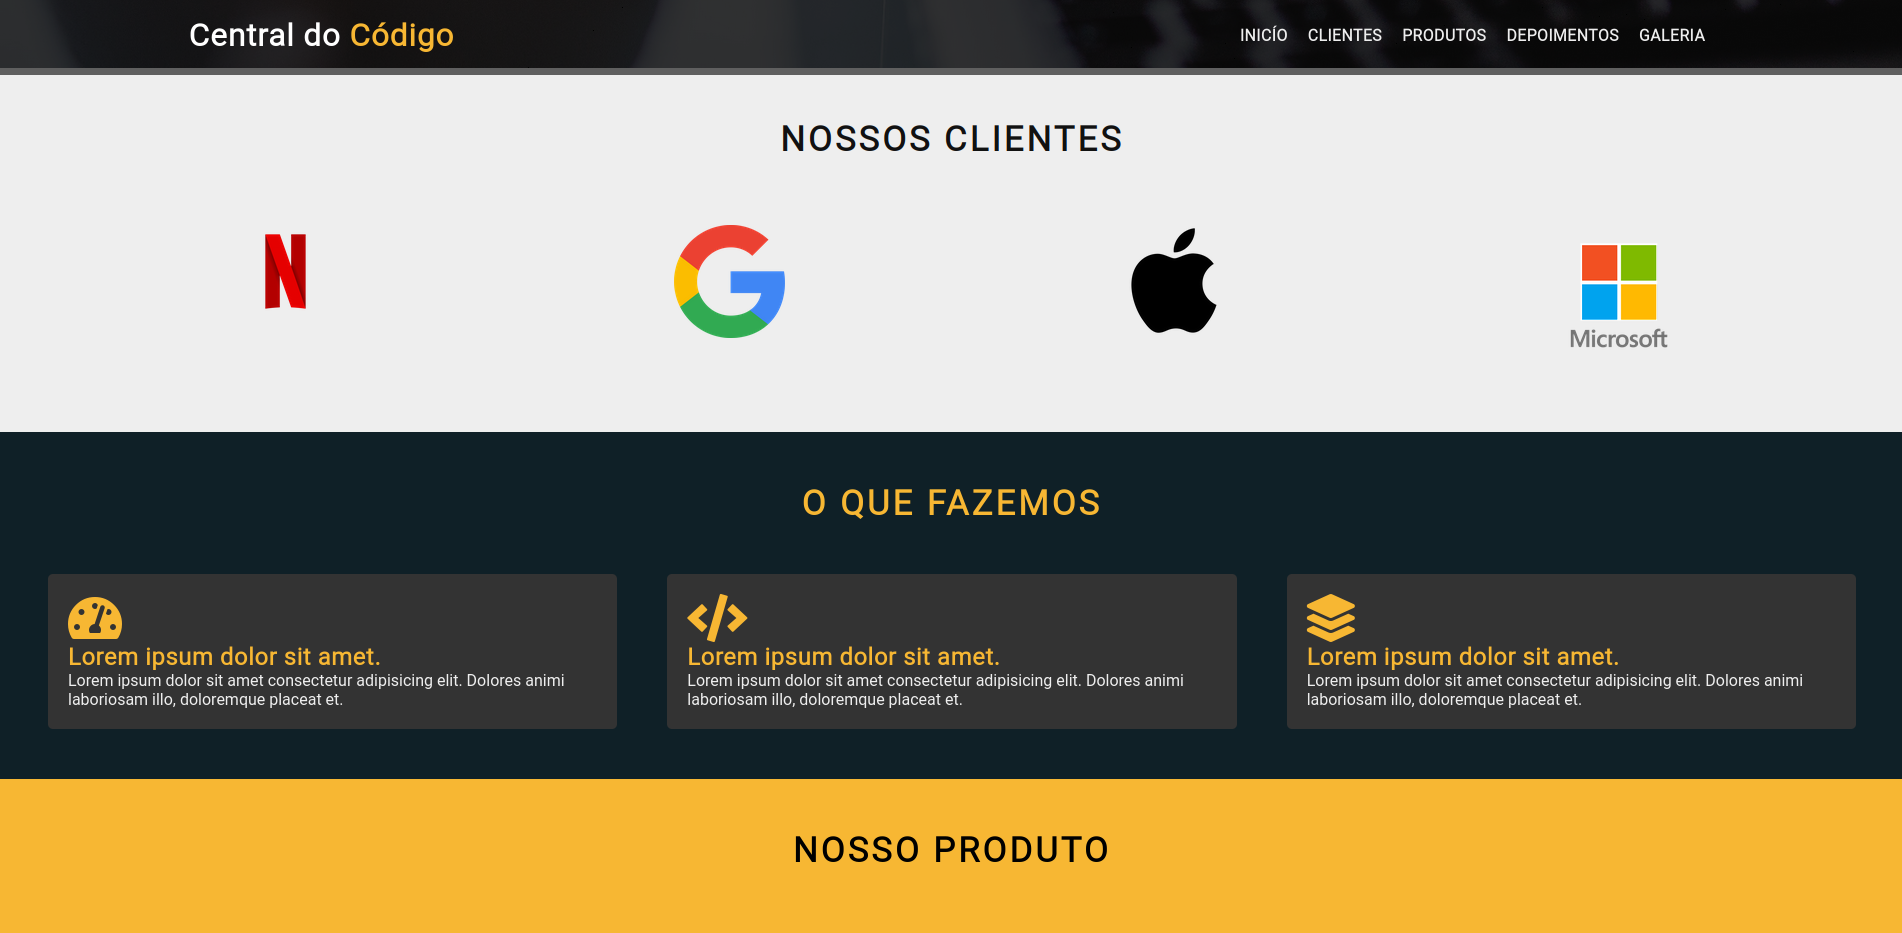 Central do Código
INICÍO CLIENTES PRODUTOS DEPOIMENTOS GALERIA
NOSSOS CLIENTES
Microsoft
O QUE FAZEMOS
Lorem ipsum dolor sit amet.
Lorem ipsum dolor sit amet consectetur adipisicing elit. Dolores animi
laboriosam illo, doloremque placeat et.
Lorem ipsum dolor sit amet.
Lorem ipsum dolor sit amet consectetur adipisicing elit. Dolores animi
laboriosam illo, doloremque placeat et.
Lorem ipsum dolor sit amet.
Lorem ipsum dolor sit amet consectetur adipisicing elit. Dolores animi
laboriosam illo, doloremque placeat et.
NOSSO PRODUTO